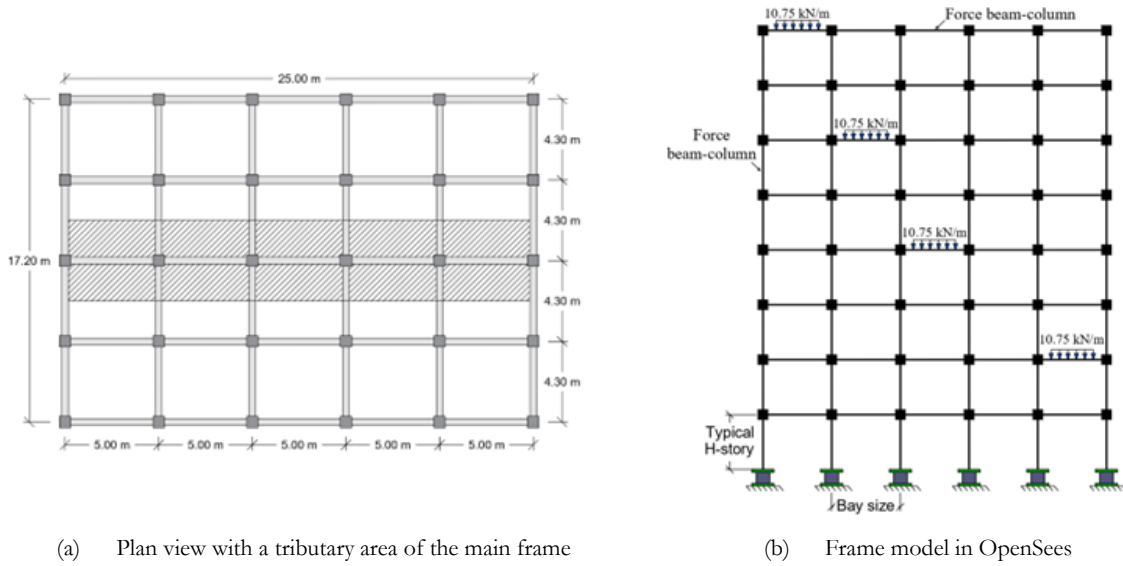 25.00 m
17.20 m
4.30 m
4.30 m
4.30 m
4.30 m
5.00 m
5.00 m
5.00 m
5.00 m
5.00 m
10.75 kN/m
Force beam-column
10.75 kN/m
Force
beam-column
10.75 kN/m
10.75 kN/m
Typical
H-story
Bay size
(a) Plan view with a tributary area of the main frame
(b) Frame model in OpenSees